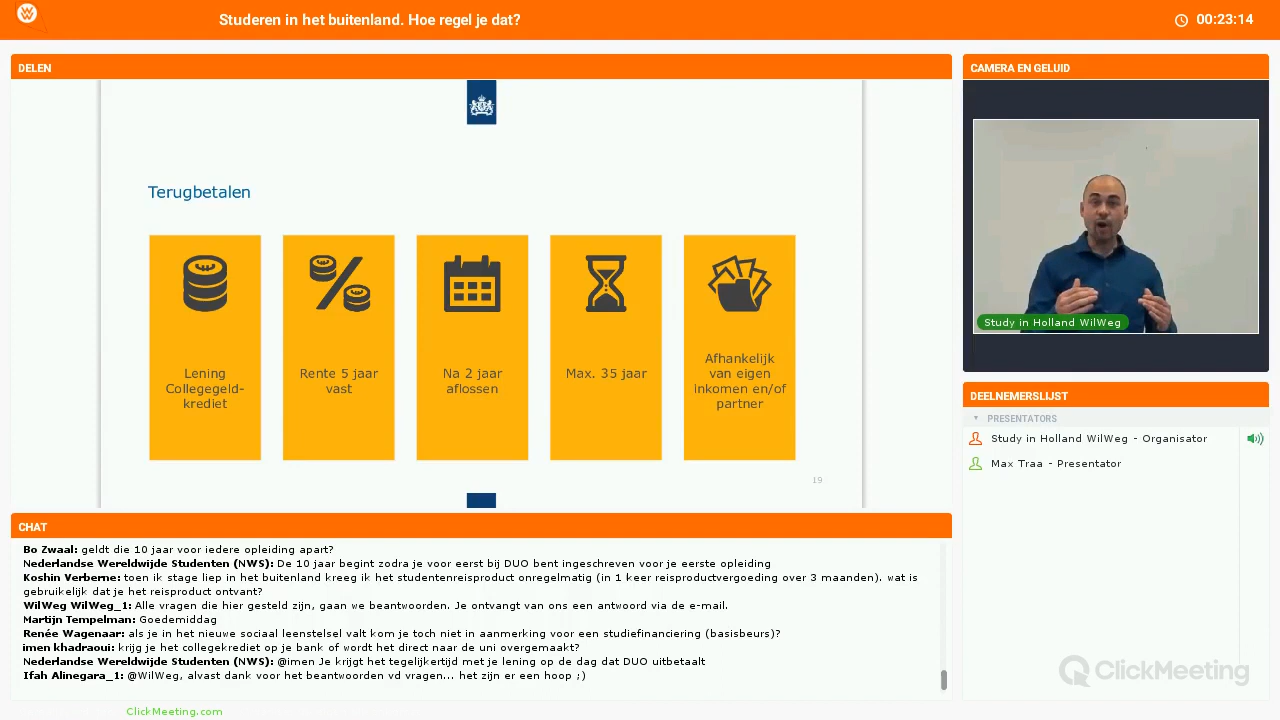 Studeren in het buitenland. Hoe regel je dat?
00:23:14
DELEN
Terugbetalen
Lening
Collegegeld-
krediet
Rente 5 jaar
vast
Na 2 jaar
aflossen
Max. 35 jaar
Afhankelijk
van eigen
inkomen en/of
partner
19
CAMERA EN GELUID
Study in Holland WilWeg
DEELNEMERSLIJST
PRESENTATORS
Study in Holland WilWeg - Organisator
Max Traa - Presentator
CHAT
Bo Zwaal: geldt die 10 jaar voor iedere opleiding apart?
Nederlandse Wereldwijde Studenten (NWS): De 10 jaar begint zodra je voor eerst bij DUO bent ingeschreven voor je eerste opleiding
Koshin Verberne: toen ik stage liep in het buitenland kreeg ik het studentenreisproduct onregelmatig (in 1 keer reisproductvergoeding over 3 maanden). wat is
gebruikelijk dat je het reisproduct ontvant?
WilWeg WilWeg_1: Alle vragen die hier gesteld zijn, gaan we beantwoorden. Je ontvangt van ons een antwoord via de e-mail.
Martijn Tempelman: Goedemiddag
Renée Wagenaar: als je in het nieuwe sociaal leenstelsel valt kom je toch niet in aanmerking voor een studiefinanciering (basisbeurs)?
imen khadraoui: krijg je het collegekrediet op je bank of wordt het direct naar de uni overgemaakt?
Nederlandse Wereldwijde Studenten (NWS): @imen Je krijgt het tegelijkertijd met je lening op de dag dat DUO uitbetaalt
Ifah Alinegara_1: @WilWeg, alvast dank voor het beantwoorden vd vragen... het zijn er een hoop ;)
ClickMeeting
ClickMeeting.com